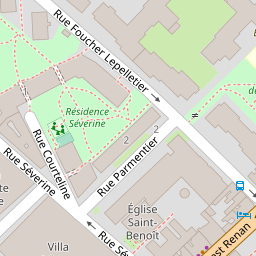 Rue Foucher Lepelletier
Résidence
Séverine
2
2
Rue Courteline
Rue Séverine
Rue Parmentier
Église
Saint-
Benoît
Villa